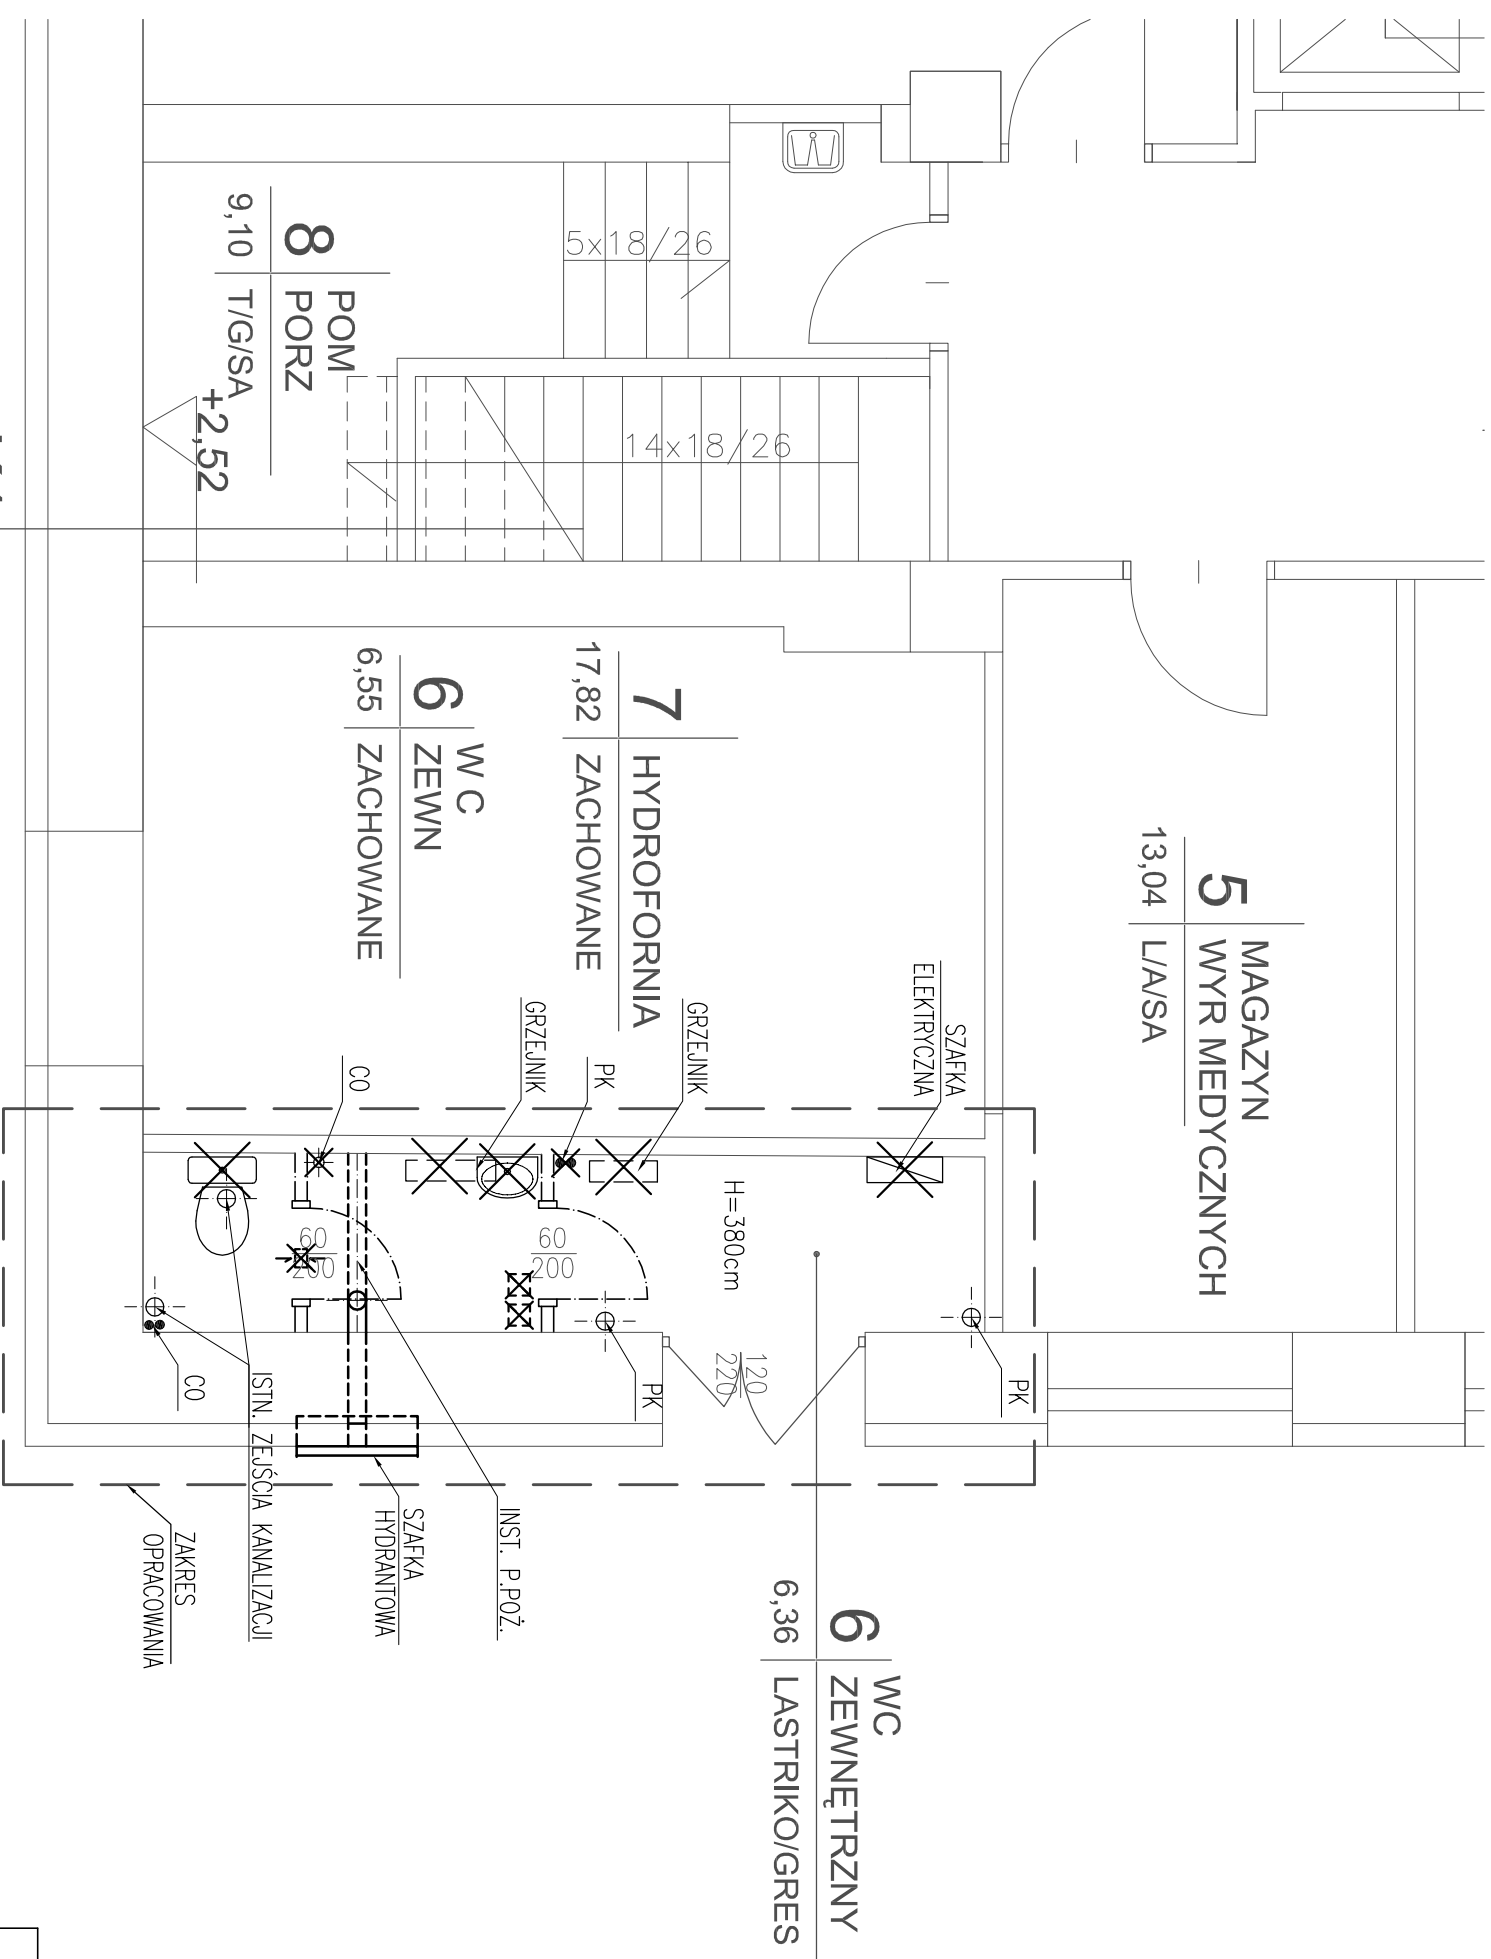 8
POM
PORZ
9,10
T/G/SA
+2,52
5x18/26
14x18/26
7
HYDROFORNIA
17,82
ZACHOWANE
6
W C
ZEWN
6,55
ZACHOWANE
5
MAGAZYN
WYR MEDYCZNYCH
13,04
L/A/SA
SZAFKA
ELEKTRYCZNA
GRZEJNIK
PK
GRZEJNIK
CO
H=380cm
60
200
60
200
120
220
PK
PK
CO
ISTN. ZEJŚCIA KANALIZACJI
INST. P.POŻ.
SZAFKA
HYDRANTOWA
ZAKRES
OPRACOWANIA
6
WC
ZEWNĘTRZNY
6,36
LASTRIKO/GRES